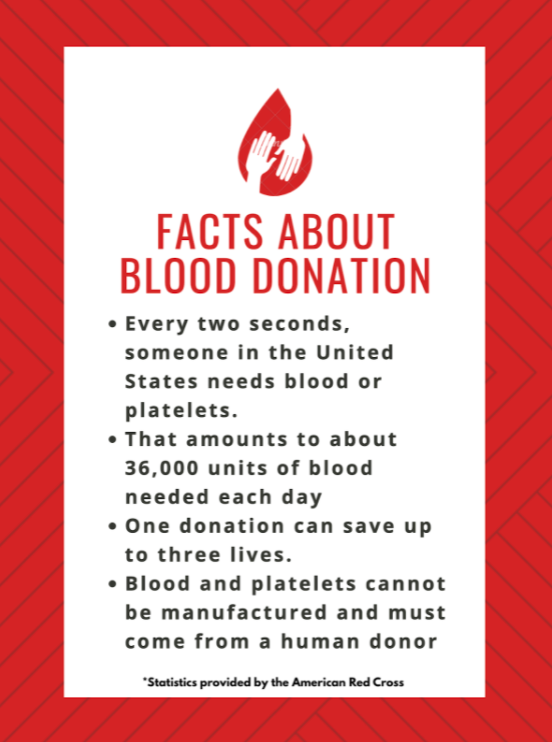 FACTS ABOUT
BLOOD DONATION
• Every two seconds,
someone in the United
States needs blood or
platelets.
• That amounts to about
36,000 units of blood
needed each day
• One donation can save up
to three lives.
• Blood and platelets cannot
be manufactured and must
come from a human donor
*Statistics provided by the American Red Cross